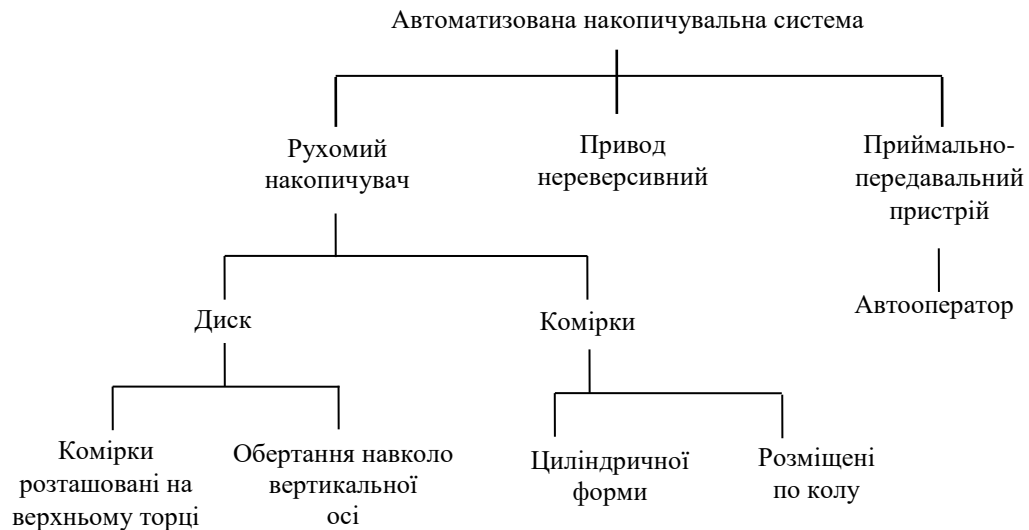 Автоматизована накопичувальна система
Рухомий
накопичувач
Привод
нереверсивний
Приймально-
передавальний
пристрій
Автооператор
Диск
Комірки
Комірки
розташовані на
верхньому торці
Обертання навколо
вертикальної
осі
Циліндричної
форми
Розміщені
по колу